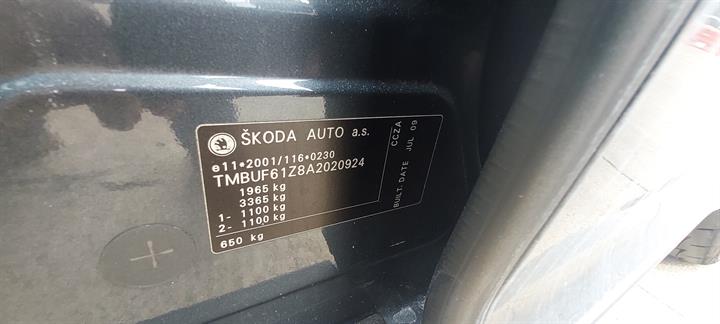 ŠKODA AUTO a.s.
e11*2001/116*0230
TMBUF61Z8A2020924
1965 kg
3365 kg
1- 1100 kg
2- 1100 kg
650 kg
CCZA
BUILT. DATE JUL 09